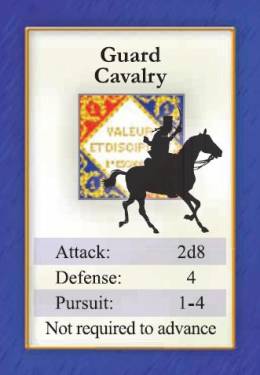 Guard
Cavalry
VALEUR
ET DISCIP
Attack: 2d8
Defense: 4
Pursuit: 1-4
Not required to advance